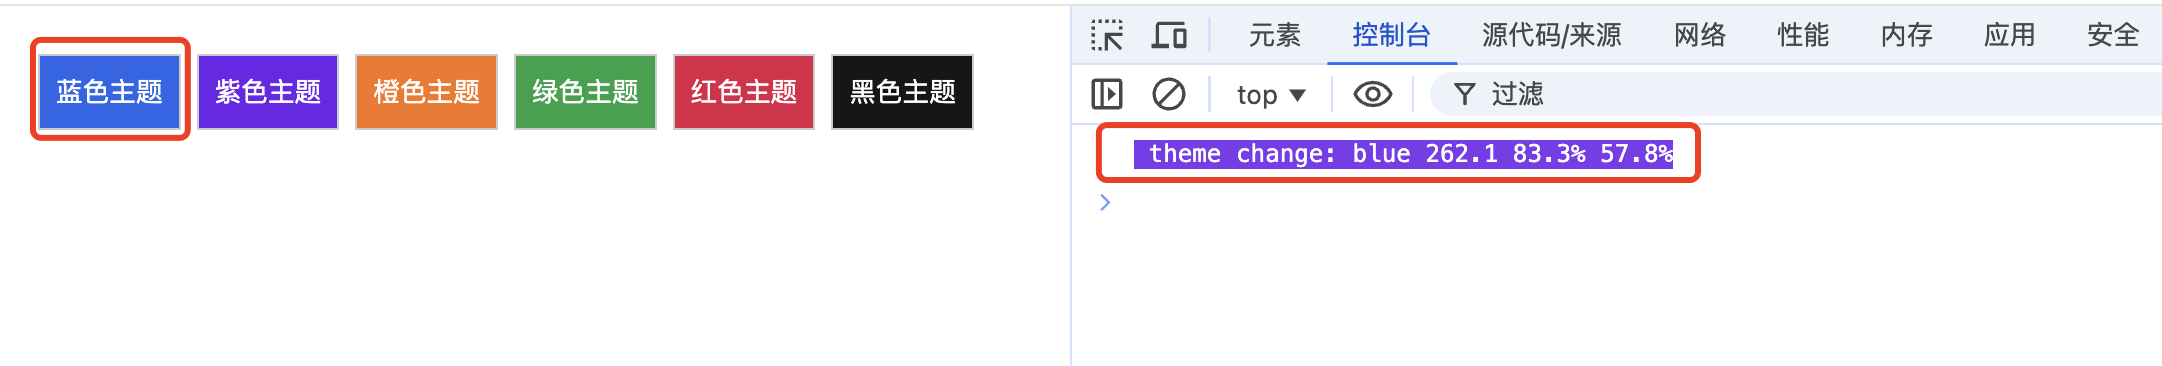 蓝色主题 紫色主题 橙色主题 绿色主题 红色主题 黑色主题
元素 控制台 源代码/来源 网络 性能 内存 应用 安全
top 过滤
theme change: blue 262.1 83.3% 57.8%